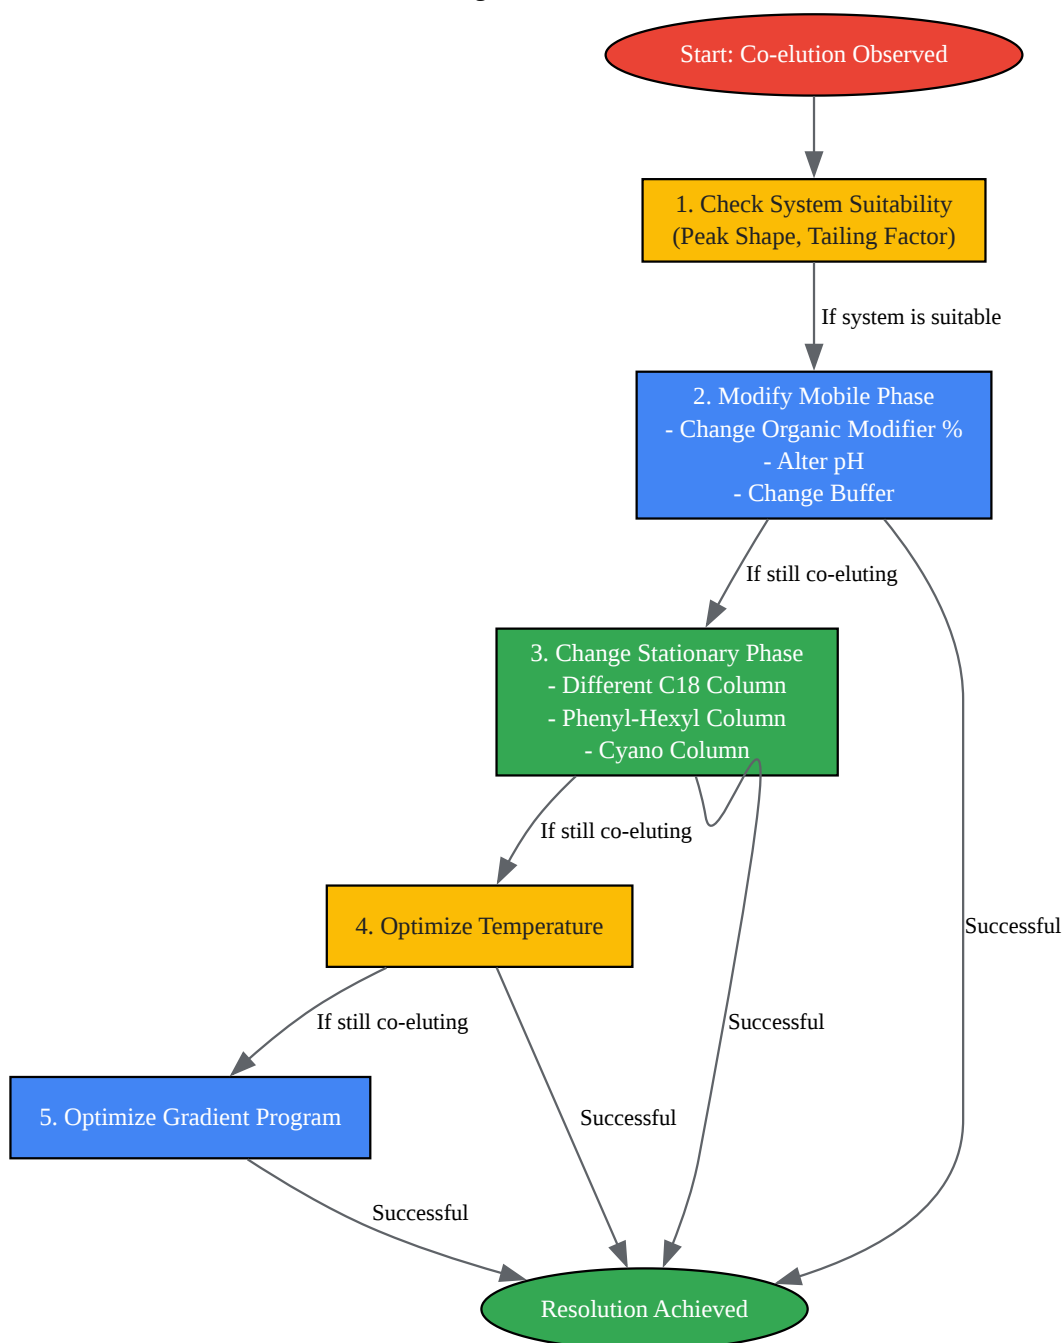 Start: Co-elution Observed
1. Check System Suitability
(Peak Shape, Tailing Factor)
If system is suitable
2. Modify Mobile Phase
- Change Organic Modifier %
- Alter pH
- Change Buffer
If still co-eluting
3. Change Stationary Phase
- Different C18 Column
- Phenyl-Hexyl Column
- Cyano Column
If still co-eluting
4. Optimize Temperature
Successful
If still co-eluting
Successful
5. Optimize Gradient Program
Successful
Successful
Resolution Achieved